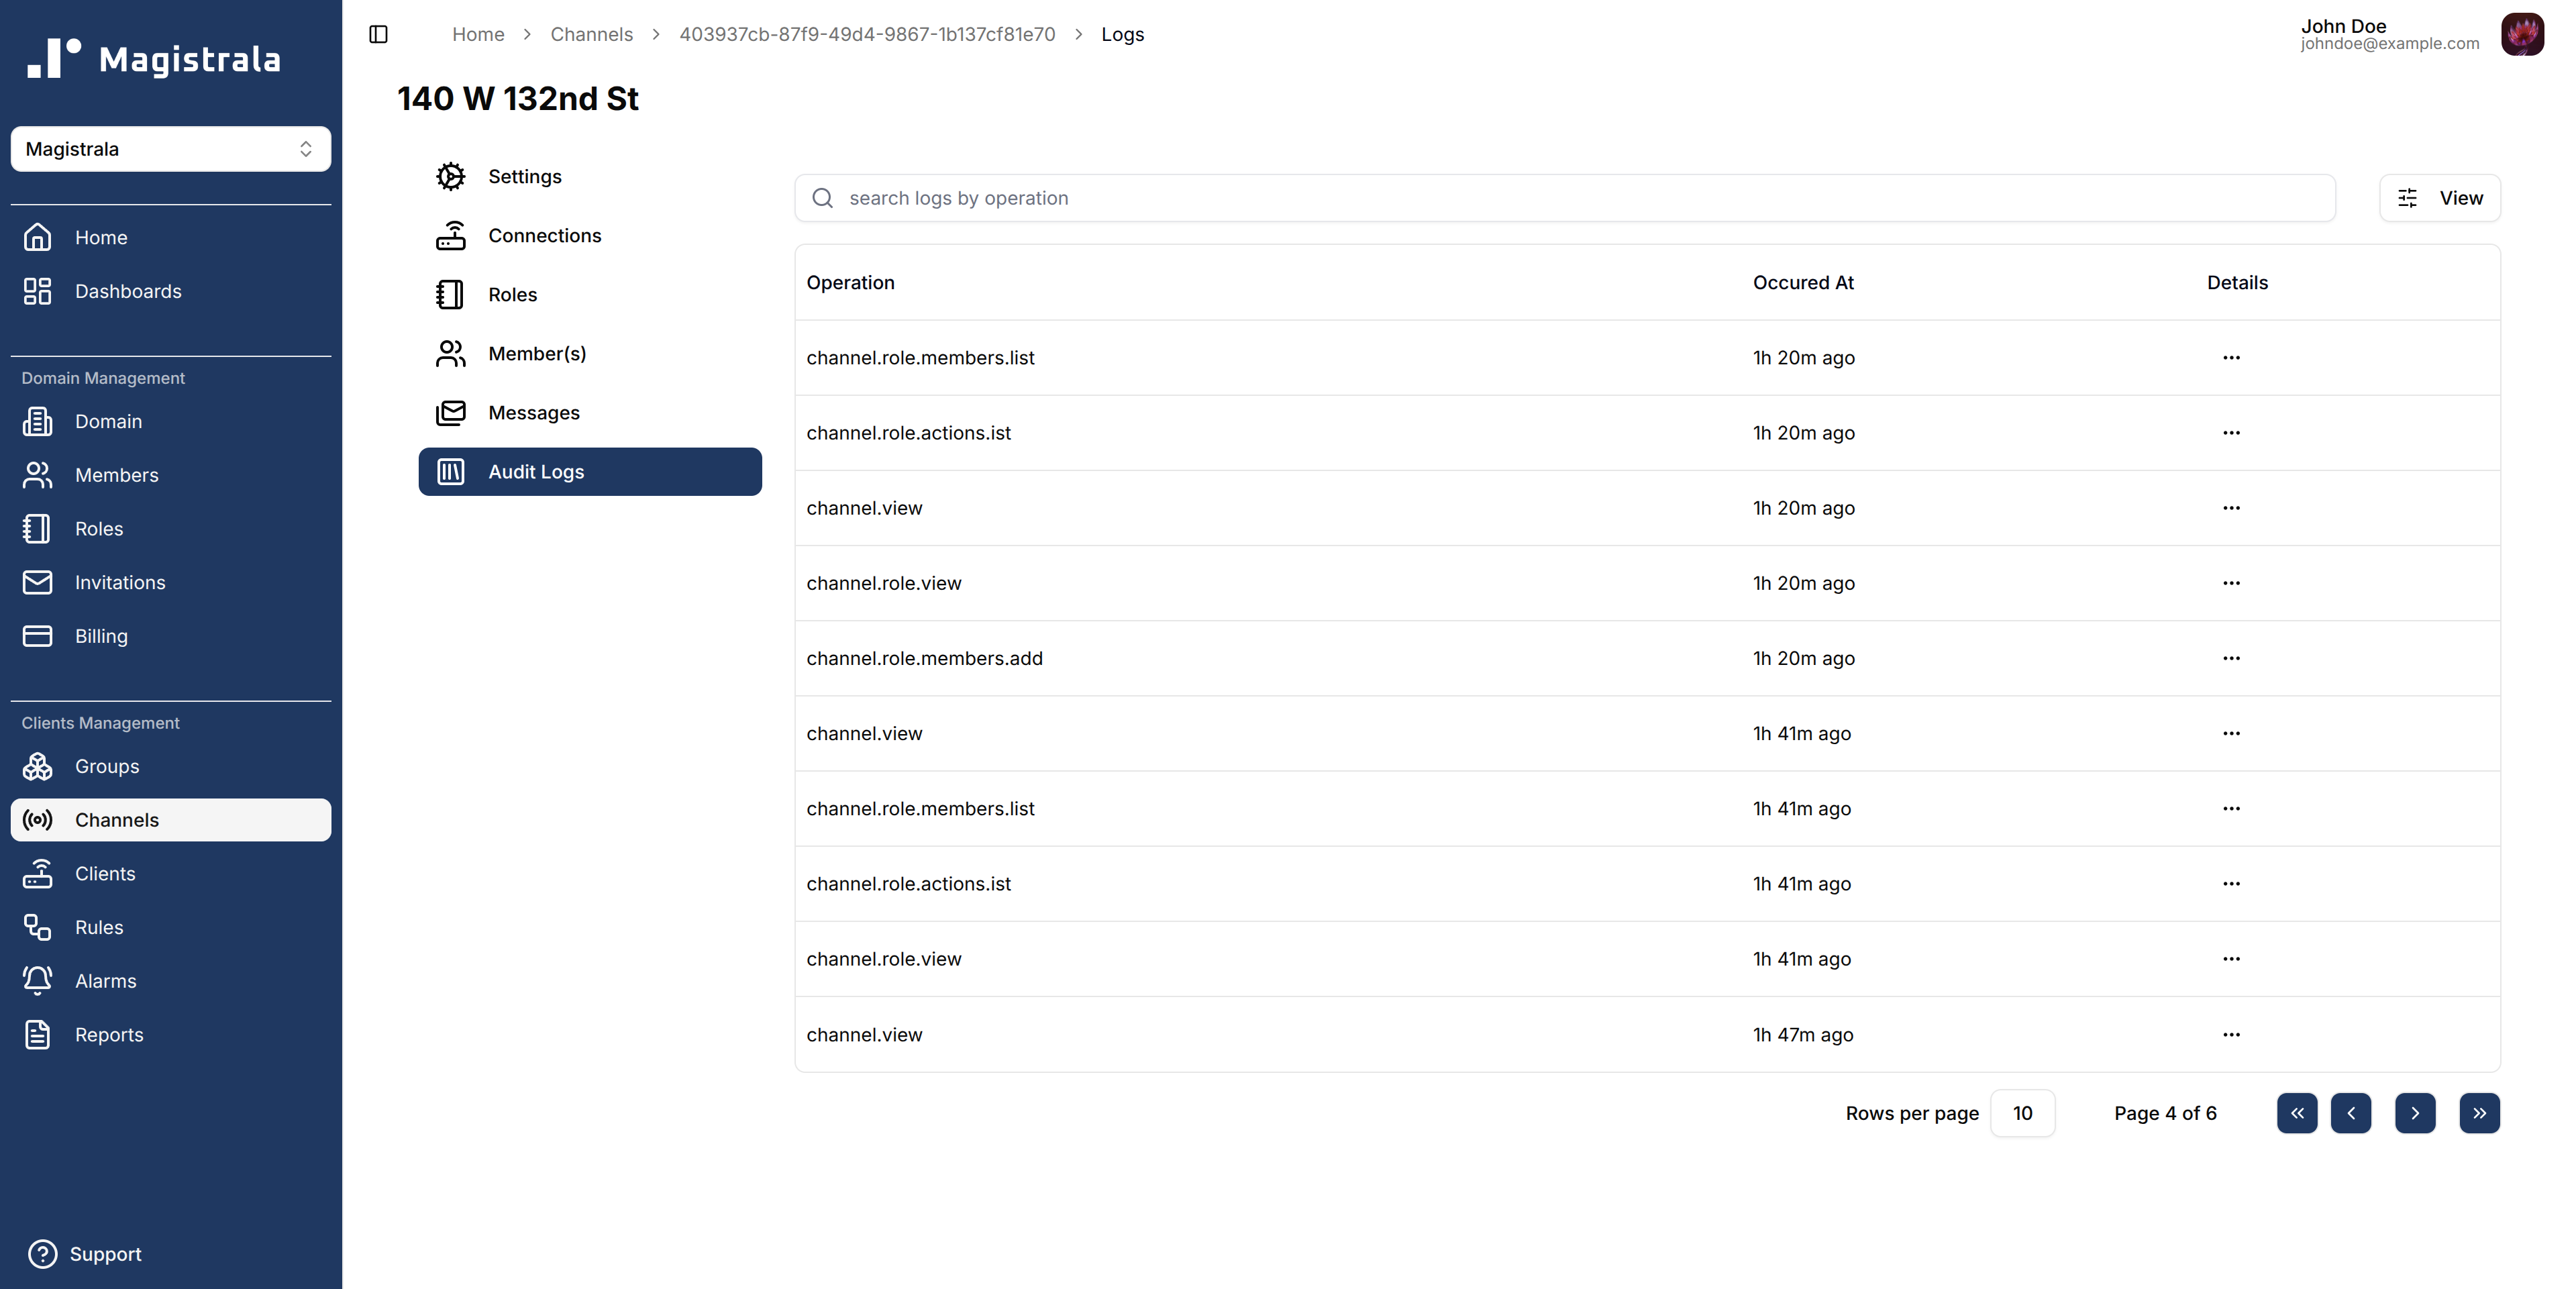 Magistrala
Magistrala
Home
Dashboards
Domain Management
Domain
Members
Roles
Invitations
Billing
Clients Management
Groups
Channels
Clients
Rules
Alarms
Reports
Support
Home > Channels > 403937cb-87f9-49d4-9867-1b137cf81e70 > Logs
John Doe
johndoe@example.com
140 W 132nd St
Settings
Connections
Roles
Member(s)
Messages
Audit Logs
search logs by operation
View
Operation Occured At Details
channel.role.members.list 1h 20m ago ...
channel.role.actions.ist 1h 20m ago ...
channel.view 1h 20m ago ...
channel.role.view 1h 20m ago ...
channel.role.members.add 1h 20m ago ...
channel.view 1h 41m ago ...
channel.role.members.list 1h 41m ago ...
channel.role.actions.ist 1h 41m ago ...
channel.role.view 1h 41m ago ...
channel.view 1h 47m ago ...
Rows per page 10 Page 4 of 6